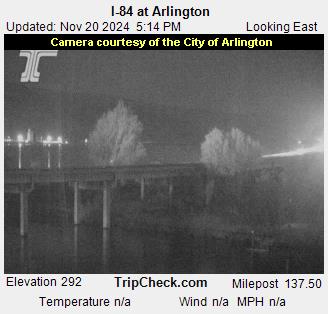 I-84 at Arlington
Updated: Nov 20 2024 5:14 PM Looking East
Camera courtesy of the City of Arlington
Elevation 292 TripCheck.com Milepost 137.50
Temperature n/a Wind n/a MPH n/a